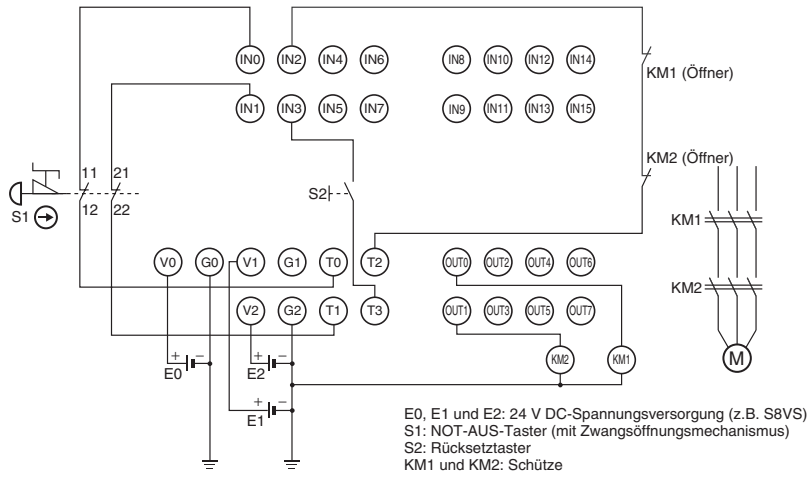 IN0 IN2 IN4 IN6 IN8 IN10 IN12 IN14
KM1 (Öffner)
IN1 IN3 IN5 IN7 IN9 IN11 IN13 IN15
KM2 (Öffner)
11 21
S1 12 22
S2
KM1
V0 G0 V1 G1 T0 T2 OUT0 OUT2 OUT4 OUT6
KM2
V2 G2 T1 T3 OUT1 OUT3 OUT5 OUT7
+ − + − KM2 KM1 M
E0 E2
+ −
E1
E0, E1 und E2: 24 V DC-Spannungsversorgung (z.B. S8VS)
S1: NOT-AUS-Taster (mit Zwangsöffnungsmechanismus)
S2: Rücksetztaster
KM1 und KM2: Schütze